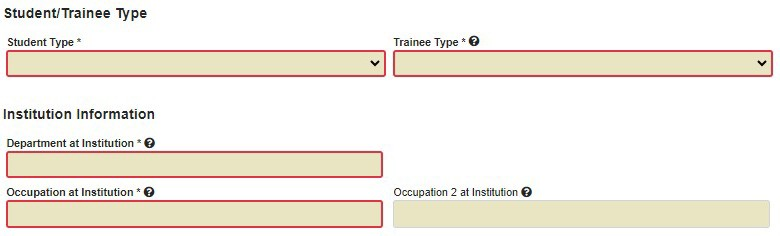 Student/Trainee Type
Student Type *
Trainee Type *
Institution Information
Department at Institution *
Occupation at Institution *
Occupation 2 at Institution